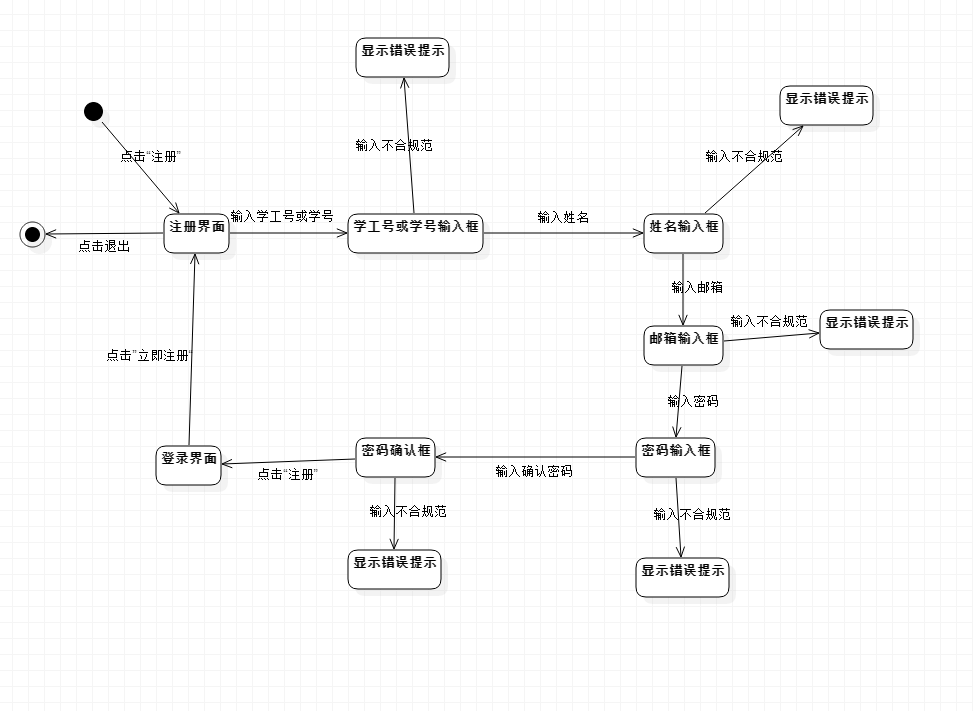 显示错误提示
显示错误提示
输入不合规范
点击“注册”
输入不合规范
输入学工号或学号
输入姓名
注册界面
学工号或学号输入框
姓名输入框
点击退出
输入邮箱
输入不合规范
显示错误提示
邮箱输入框
点击”立即注册“
输入密码
密码确认框
密码输入框
登录界面
点击“注册”
输入确认密码
输入不合规范
输入不合规范
显示错误提示
显示错误提示